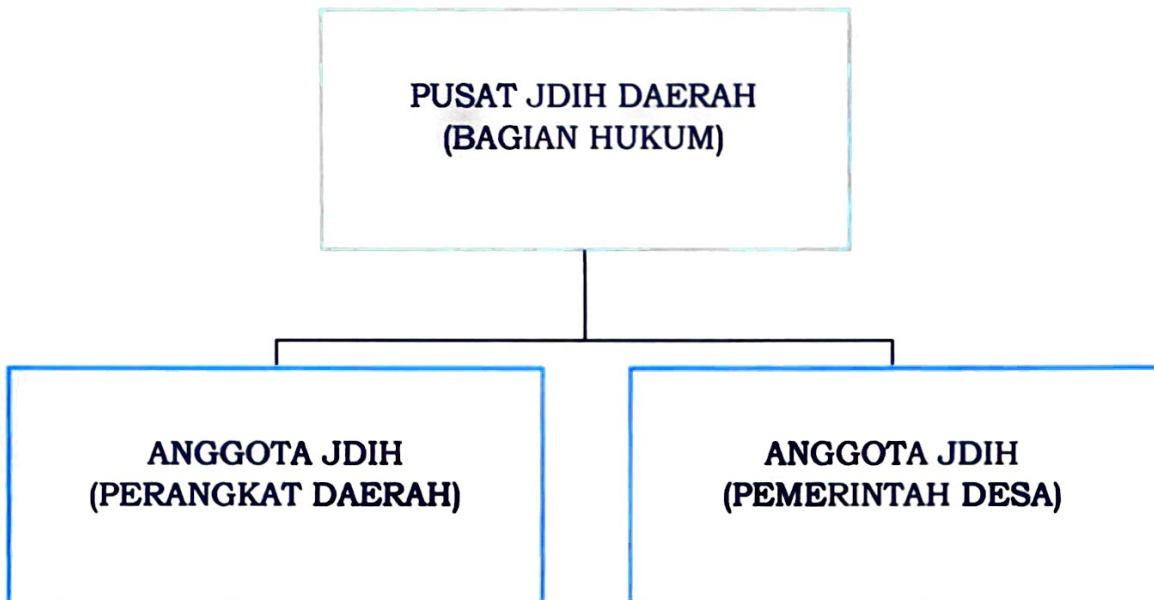 PUSAT JDIH DAERAH
(BAGIAN HUKUM)
ANGGOTA JDIH
(PERANGKAT DAERAH)
ANGGOTA JDIH
(PEMERINTAH DESA)